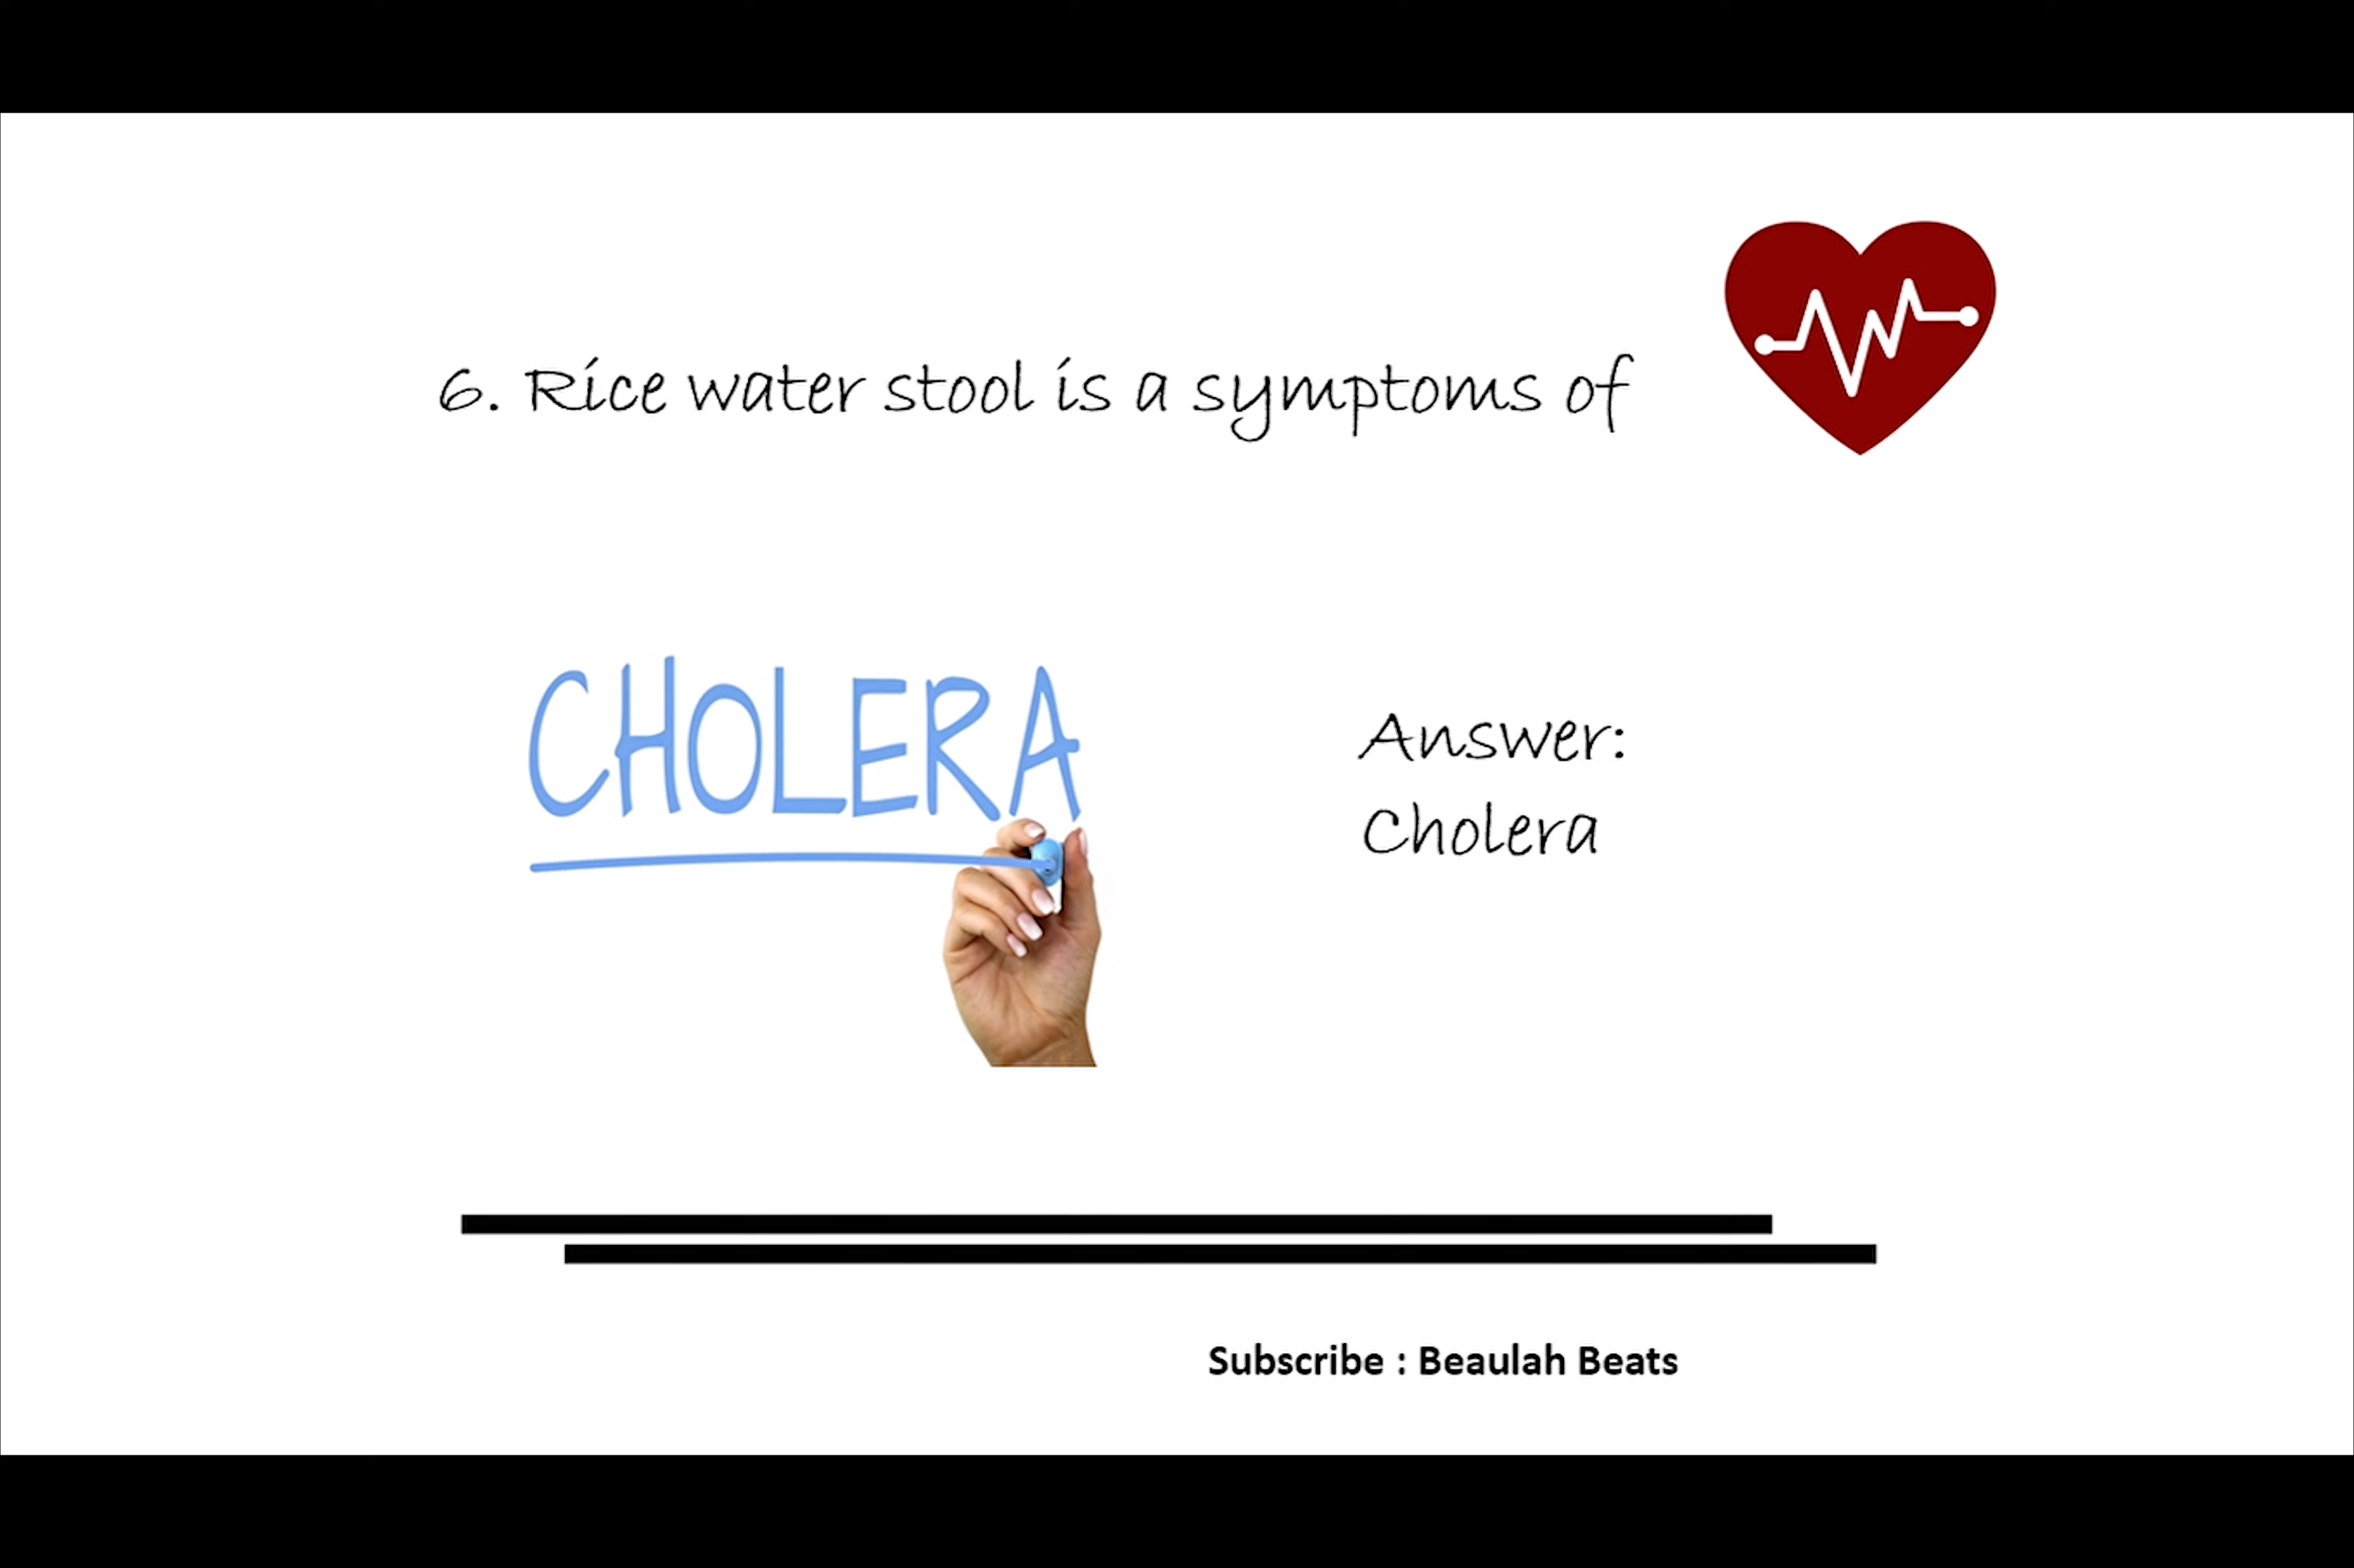 6. Rice water stool is a symptoms of
CHOLERA
Answer:
Cholera
Subscribe : Beaulah Beats